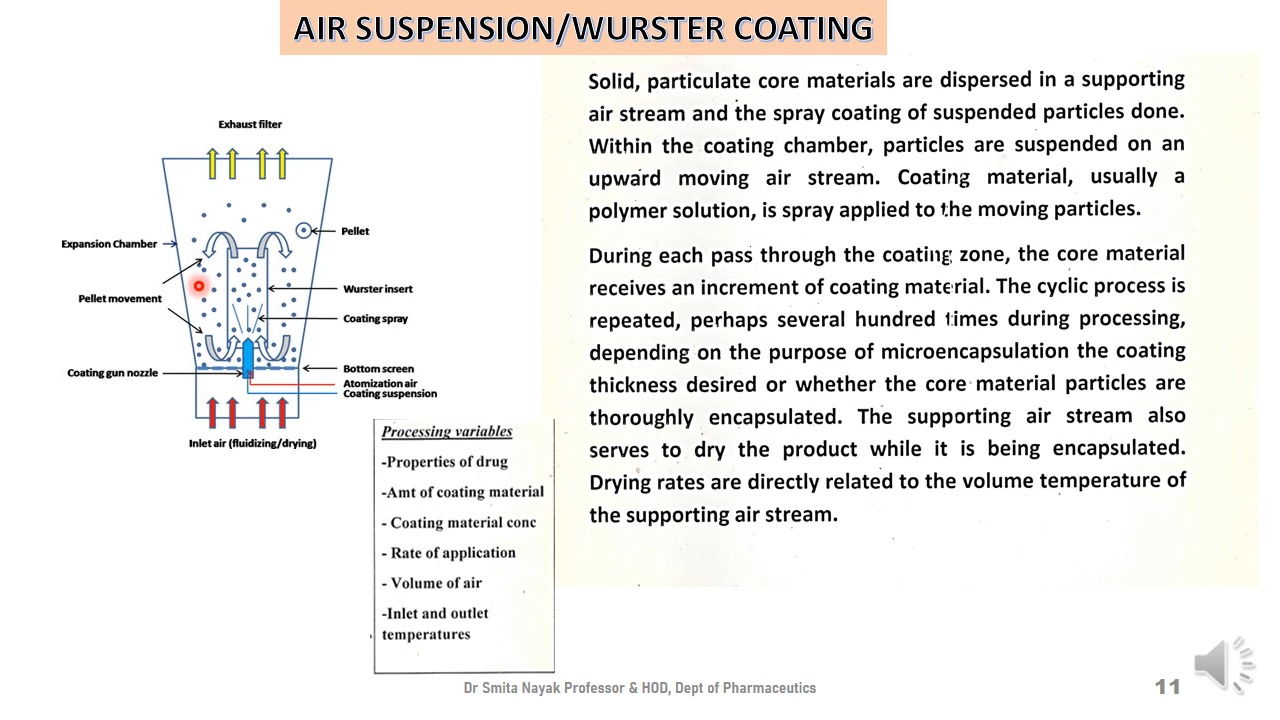 AIR SUSPENSION/WURSTER COATING
Exhaust filter
Expansion Chamber
Pellet
Pellet movement
Wurster insert
Coating spray
Coating gun nozzle
Bottom screen
Atomization air
Coating suspension
Inlet air (fluidizing/drying)
Processing variables
-Properties of drug
-Amt of coating material
- Coating material conc
- Rate of application
- Volume of air
-Inlet and outlet
temperatures
Solid, particulate core materials are dispersed in a supporting
air stream and the spray coating of suspended particles done.
Within the coating chamber, particles are suspended on an
upward moving air stream. Coating material, usually a
polymer solution, is spray applied to the moving particles.
During each pass through the coating zone, the core material
receives an increment of coating material. The cyclic process is
repeated, perhaps several hundred times during processing,
depending on the purpose of microencapsulation the coating
thickness desired or whether the core material particles are
thoroughly encapsulated. The supporting air stream also
serves to dry the product while it is being encapsulated.
Drying rates are directly related to the volume temperature of
the supporting air stream.
Dr Smita Nayak Professor & HOD, Dept of Pharmaceutics
11